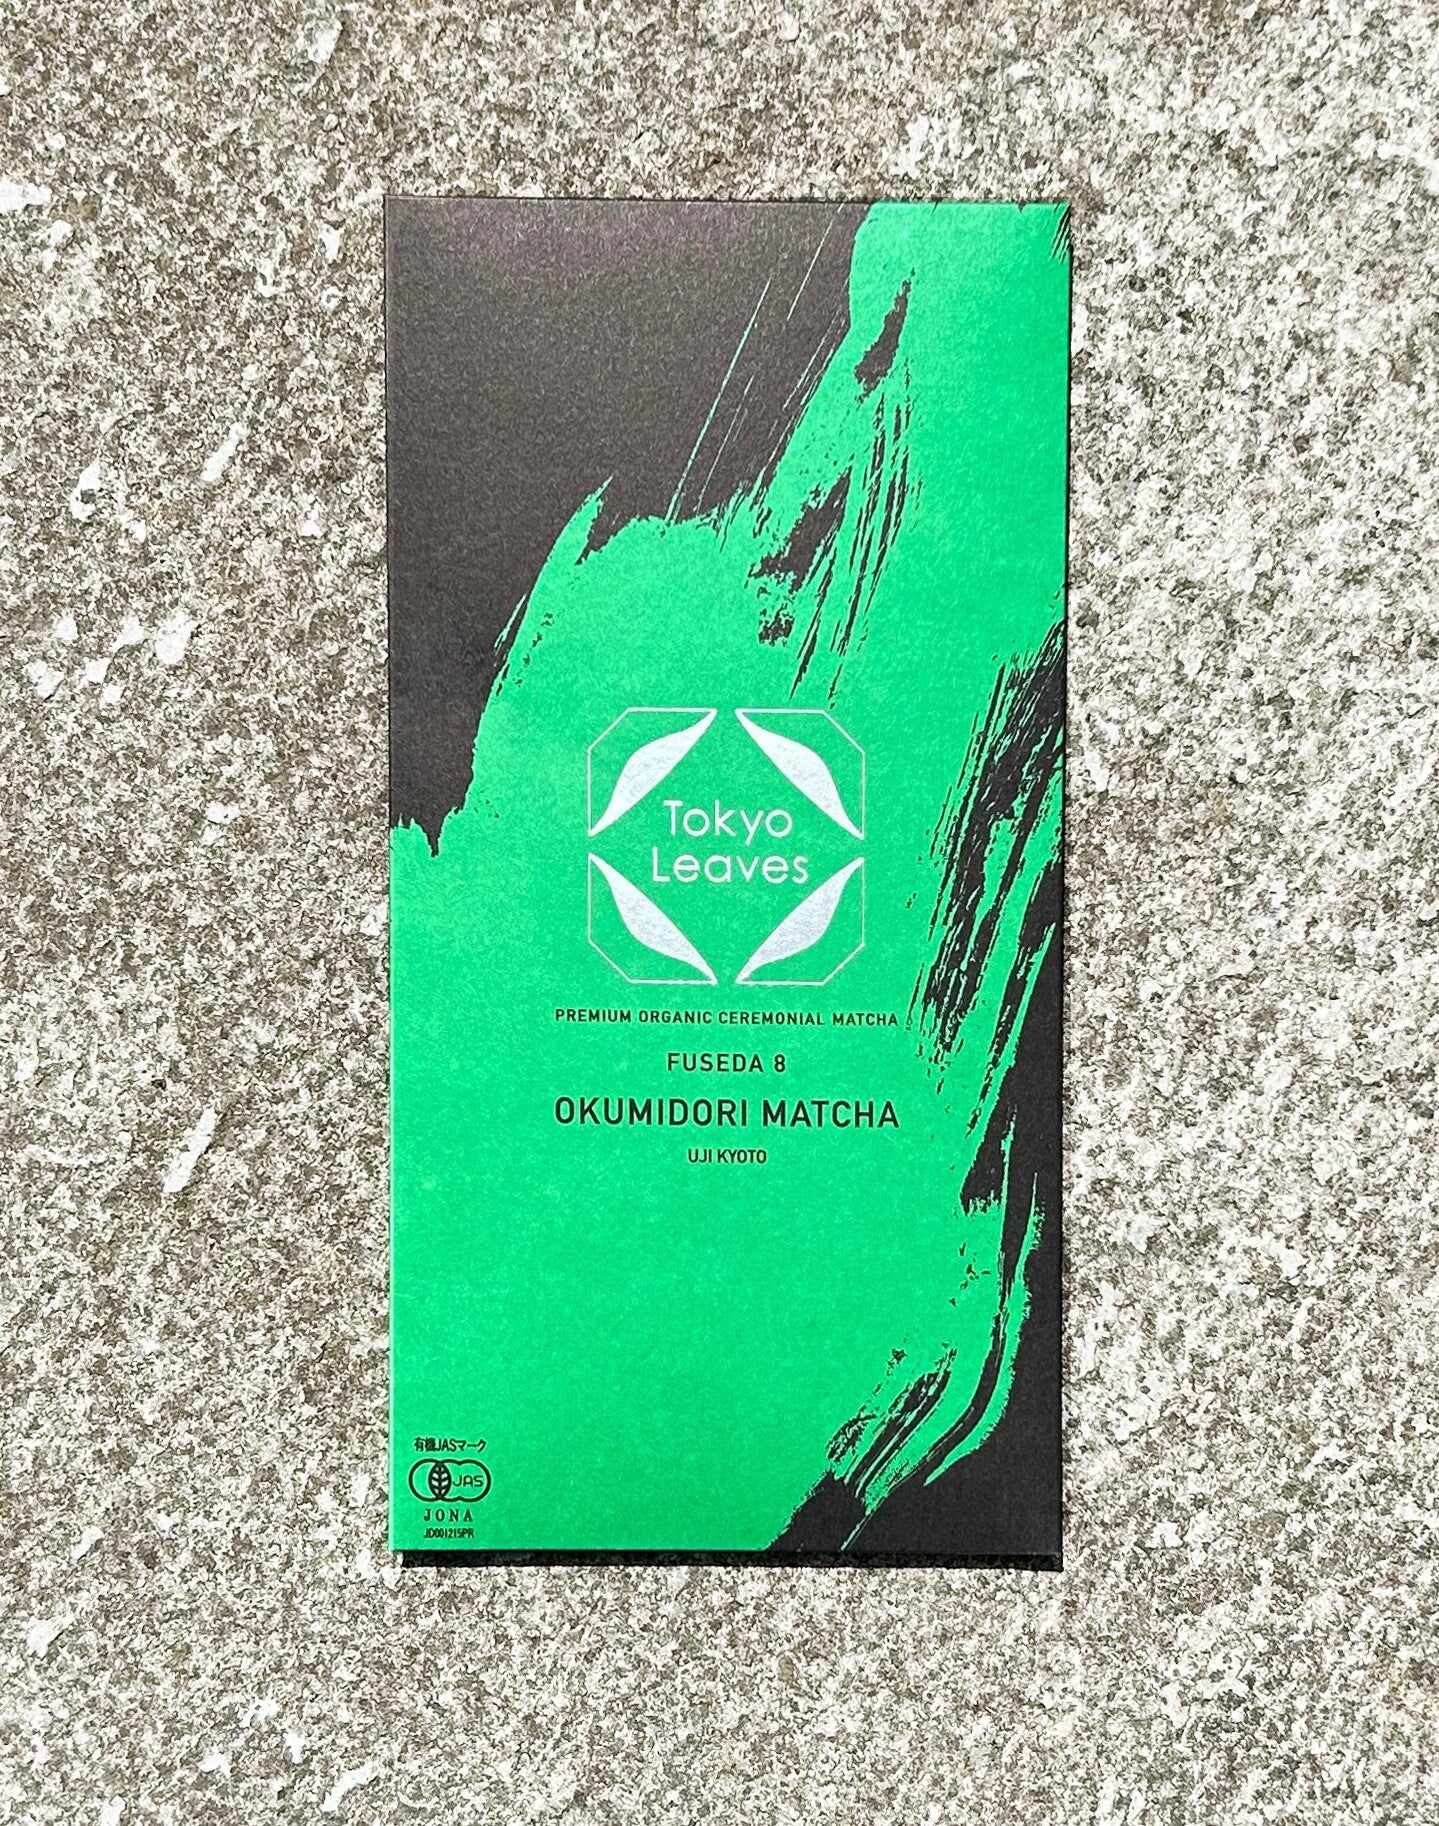 Tokyo
Leaves
PREMIUM ORGANIC CEREMONIAL MATCHA
FUSEDA 8
OKUMIDORI MATCHA
UJI KYOTO
有機JASマーク
JAS
JONA
JD001215PR